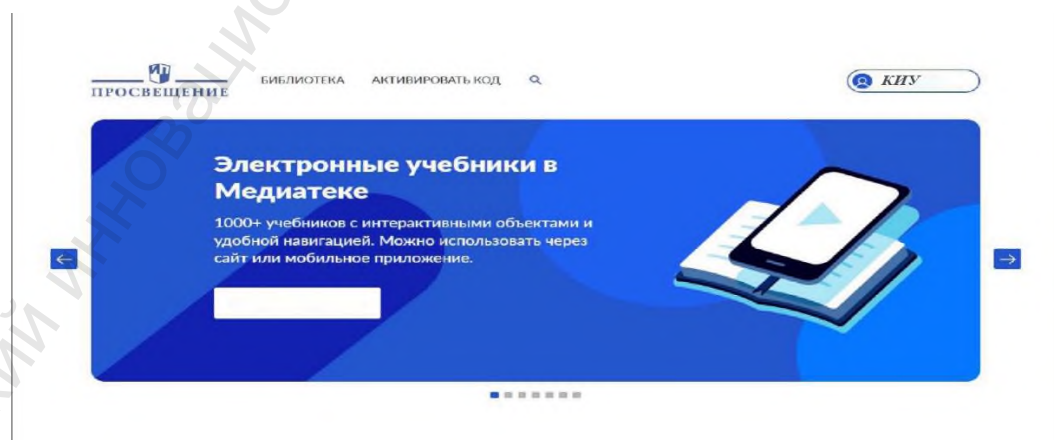 ПРОСВЕЩЕНИЕ
БИБЛИОТЕКА АКТИВИРОВАТЬ КОД
КИУ
Электронные учебники в
Медиатеке
1000+ учебников с интерактивными объектами и
удобной навигацией. Можно использовать через
сайт или мобильное приложение.